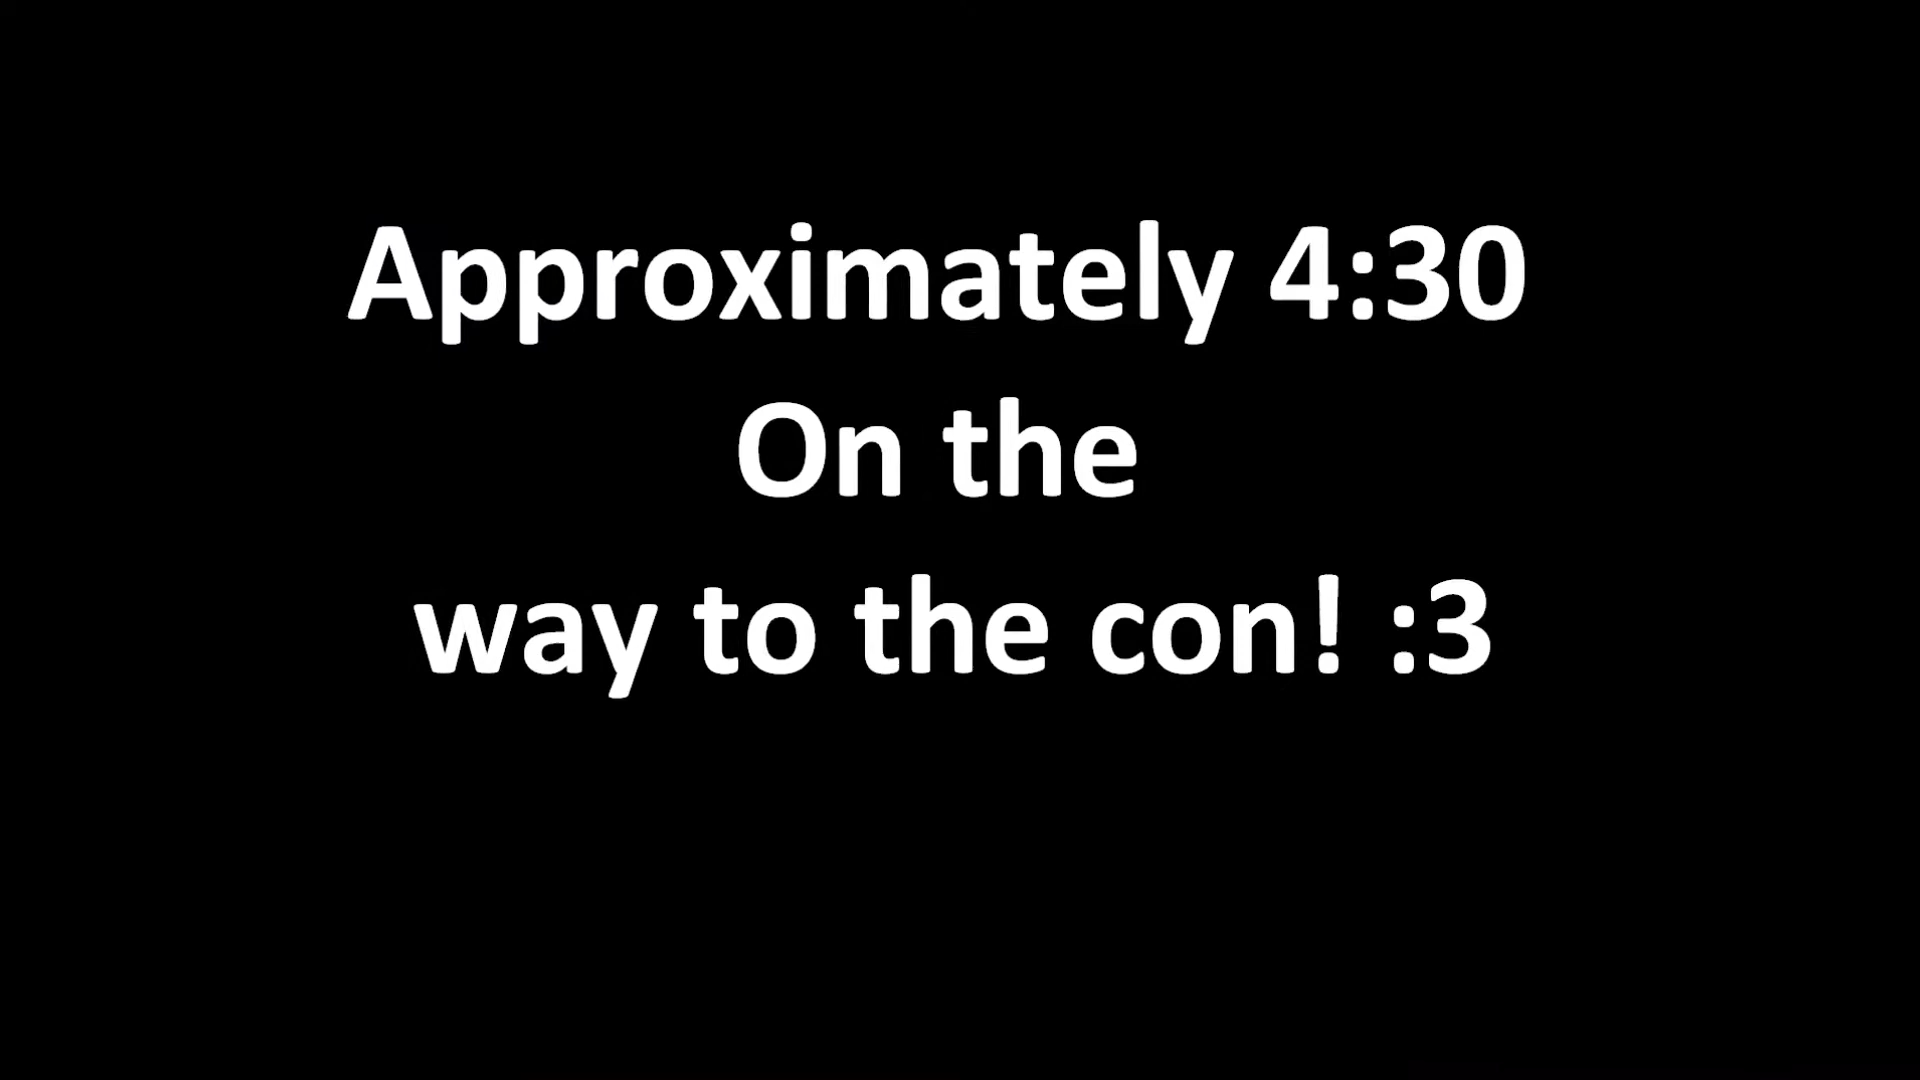 Approximately 4:30
On the
way to the con! :3